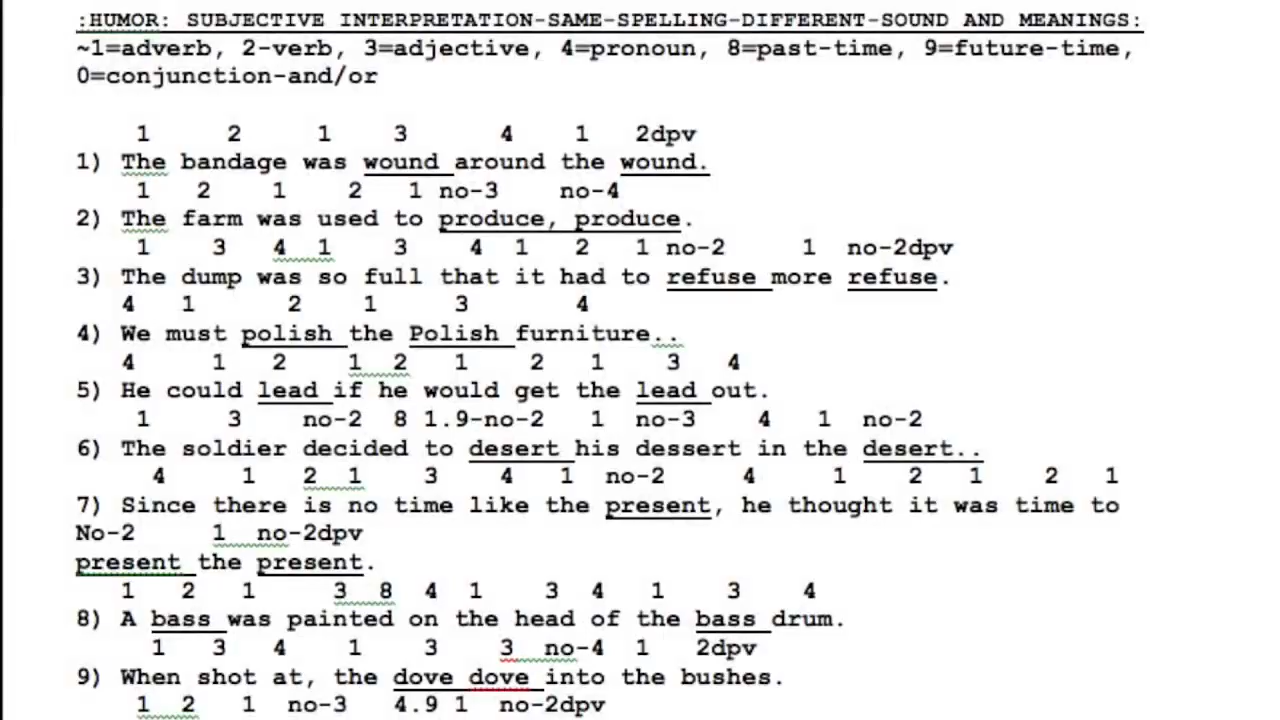 :HUMOR: SUBJECTIVE INTERPRETATION-SAME-SPELLING-DIFFERENT-SOUND AND MEANINGS:
~1=adverb, 2-verb, 3=adjective, 4=pronoun, 8=past-time, 9=future-time,
0=conjunction-and/or
1 2 1 3 4 1 2dpv
1) The bandage was wound around the wound.
1 2 1 2 1 no-3 no-4
2) The farm was used to produce, produce.
1 3 4 1 3 4 1 2 1 no-2 1 no-2dpv
3) The dump was so full that it had to refuse more refuse.
4 1 2 1 3 4
4) We must polish the Polish furniture..
4 1 2 1 2 1 2 1 3 4
5) He could lead if he would get the lead out.
1 3 no-2 8 1.9-no-2 1 no-3 4 1 no-2
6) The soldier decided to desert his dessert in the desert..
4 1 2 1 3 4 1 no-2 4 1 2 1 2 1
7) Since there is no time like the present, he thought it was time to
No-2 1 no-2dpv
present the present.
1 2 1 3 8 4 1 3 4 1 3 4
8) A bass was painted on the head of the bass drum.
1 3 4 1 3 3 no-4 1 2dpv
9) When shot at, the dove dove into the bushes.
1 2 1 no-3 4.9 1 no-2dpv